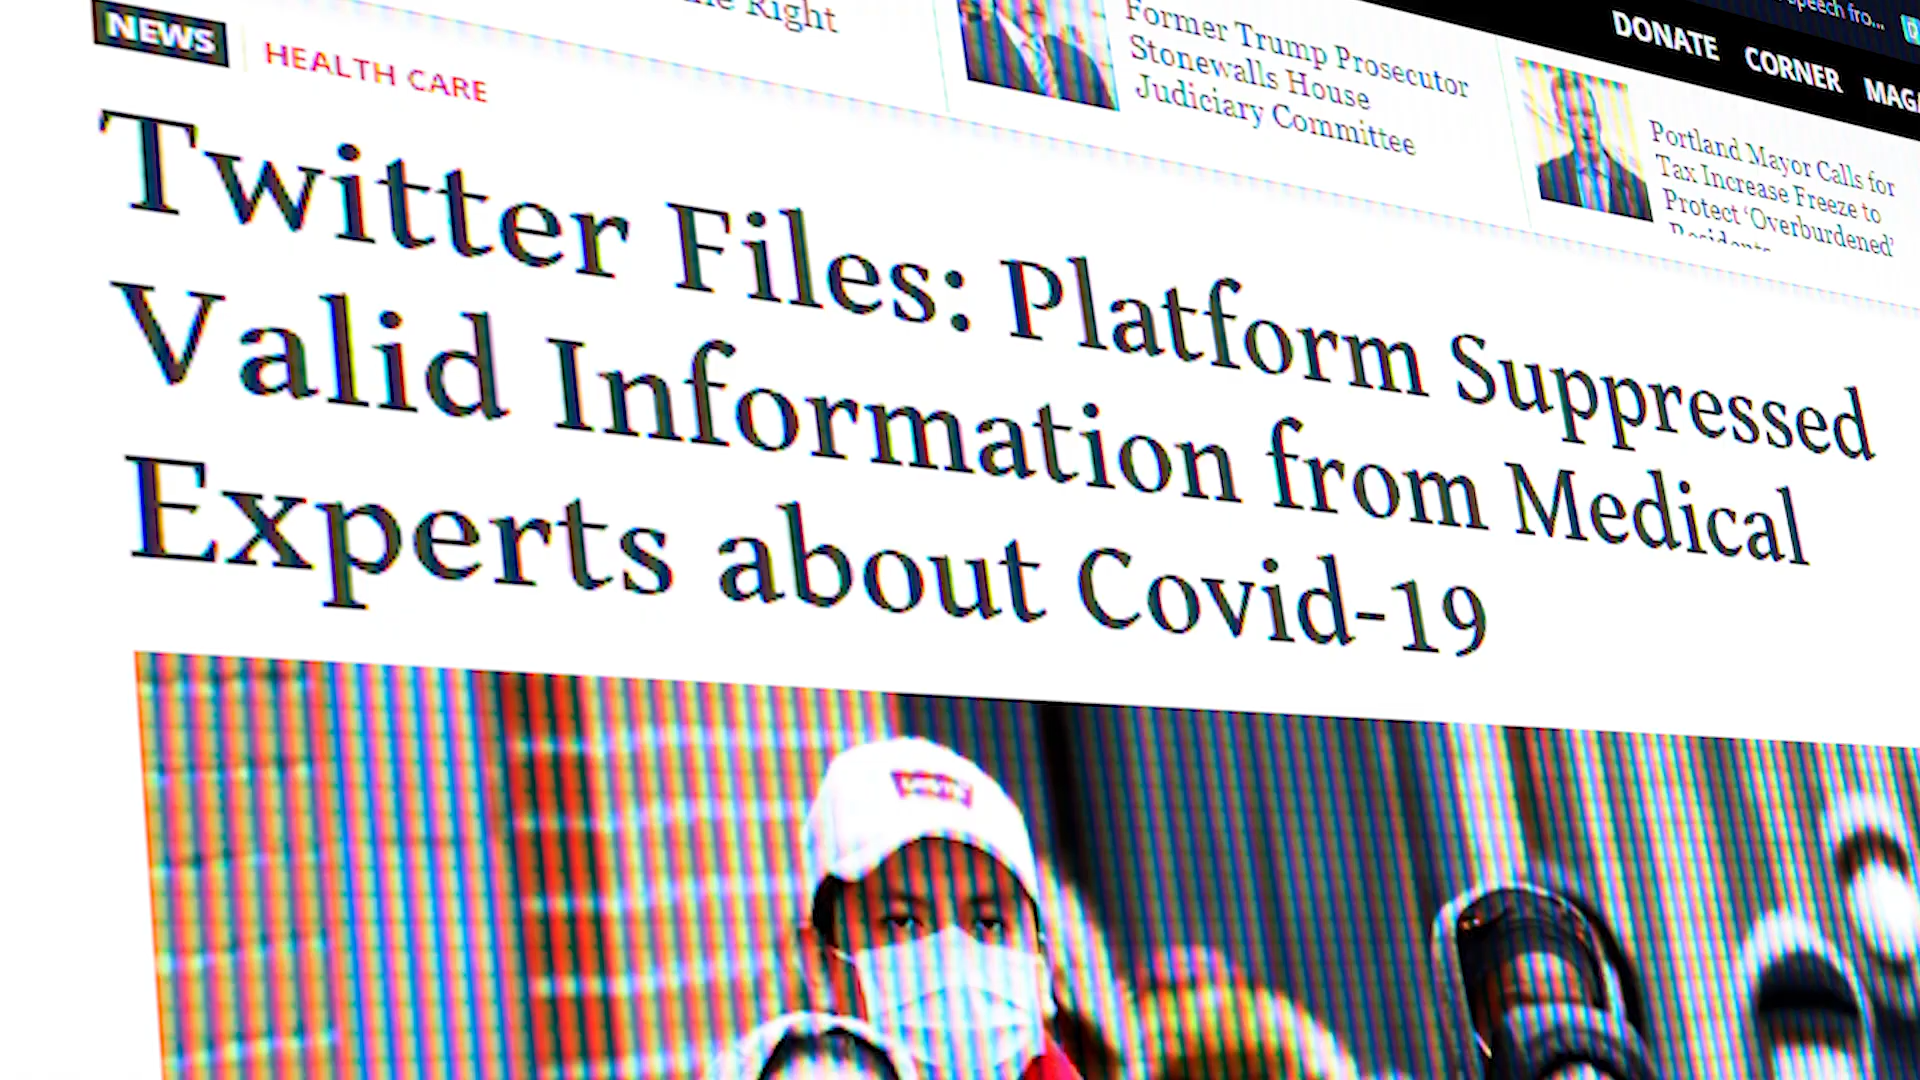 NEWS
HEALTH CARE
Right
Former Trump Prosecutor
Stonewalls House
Judiciary Committee
DONATE CORNER
Portland Mayor Calls for
Tax Increase Freeze to
Protect ‘Overburdened’
Residents
Twitter Files: Platform Suppressed
Valid Information from Medical
Experts about Covid-19